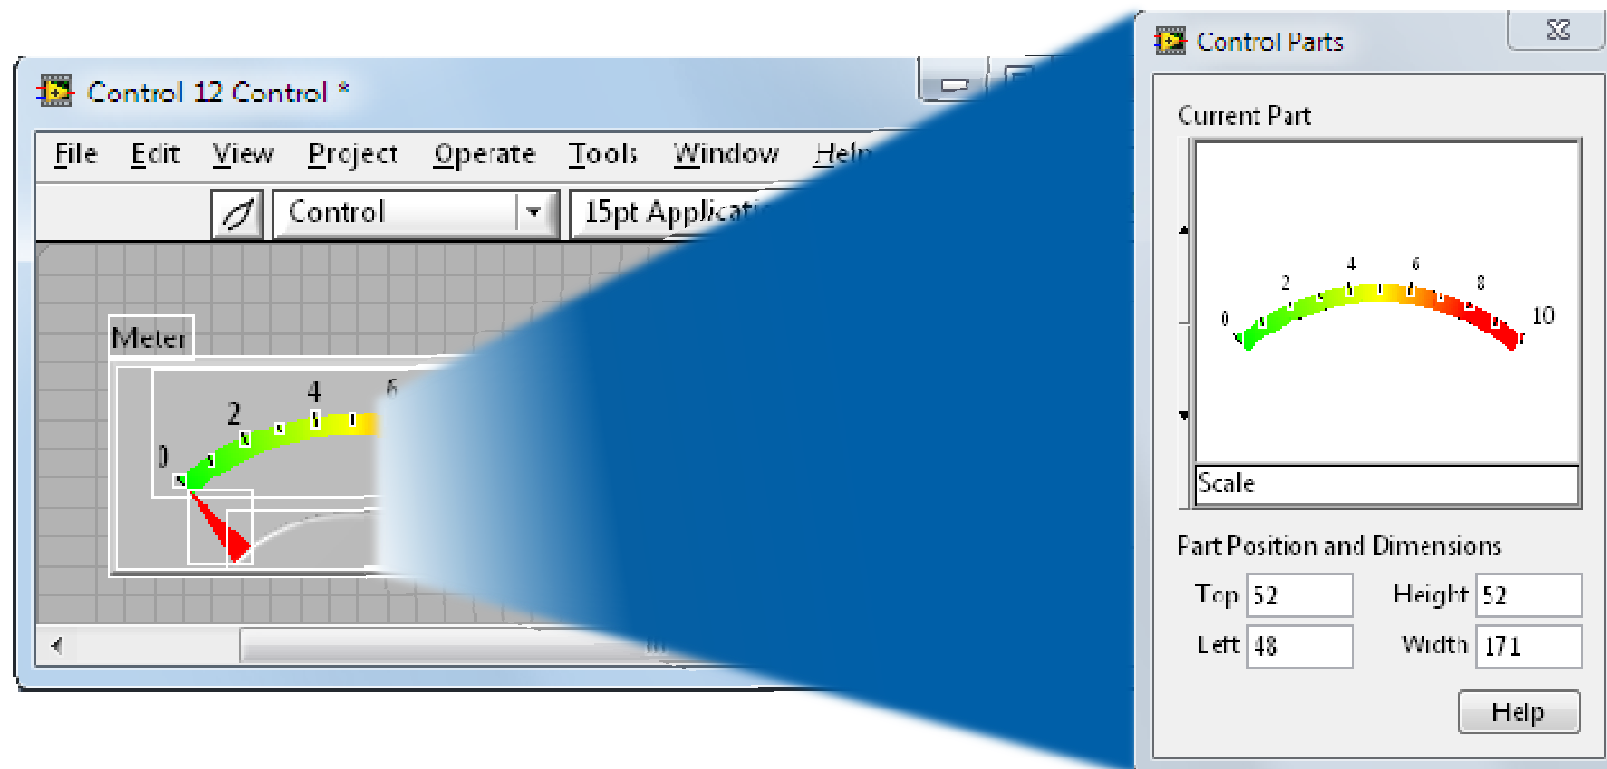 Control 12 Control *
File Edit View Project Operate Tools Window Help
Control 15pt Applicati
Meter
0 2 4 6
Control Parts
Current Part
0 2 4 6 8 10
Scale
Part Position and Dimensions
Top 52 Height 52
Left 48 Width 171
Help